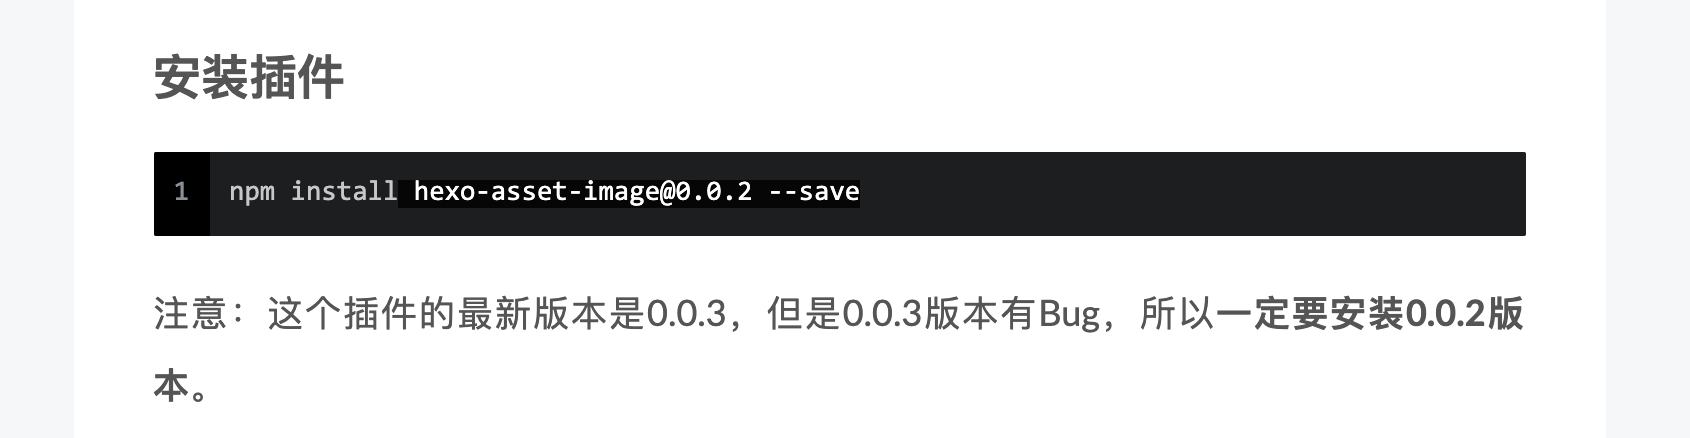 安装插件
1 npm install hexo-asset-image@0.0.2 --save
注意：这个插件的最新版本是0.0.3，但是0.0.3版本有Bug，所以一定要安装0.0.2版
本。